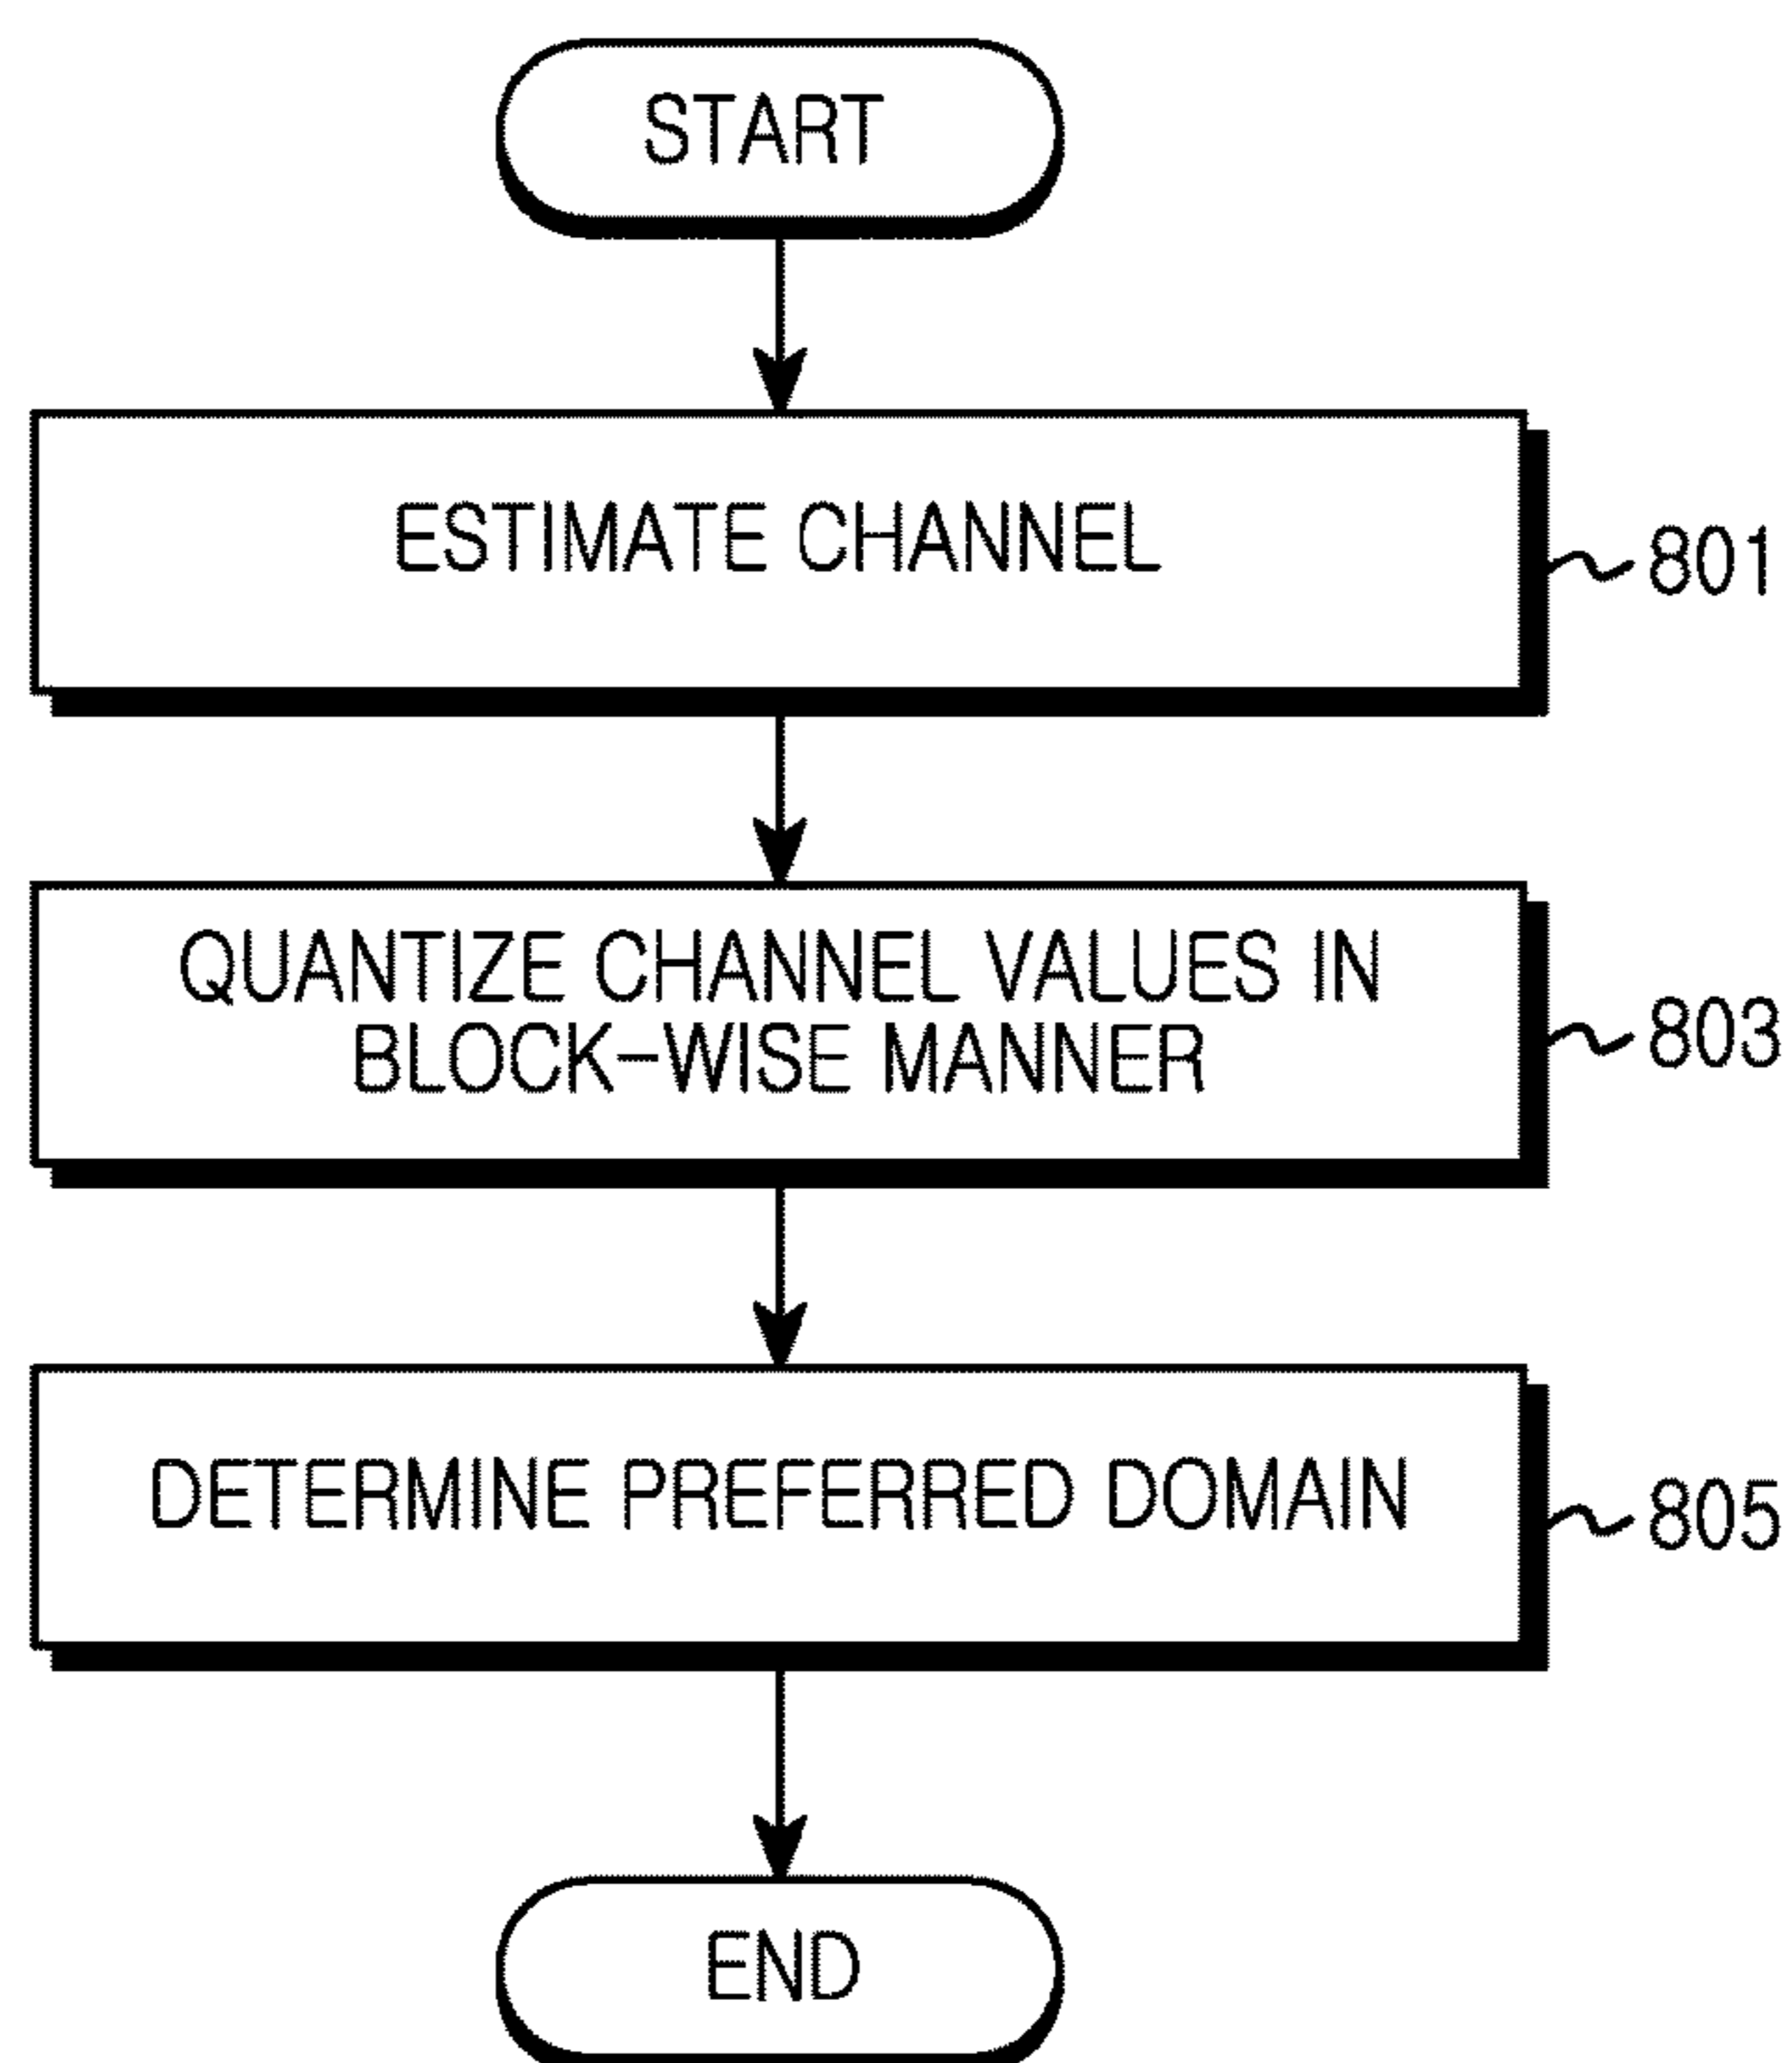 START
ESTIMATE CHANNEL
801
QUANTIZE CHANNEL VALUES IN
BLOCK-WISE MANNER
803
DETERMINE PREFERRED DOMAIN
805
END